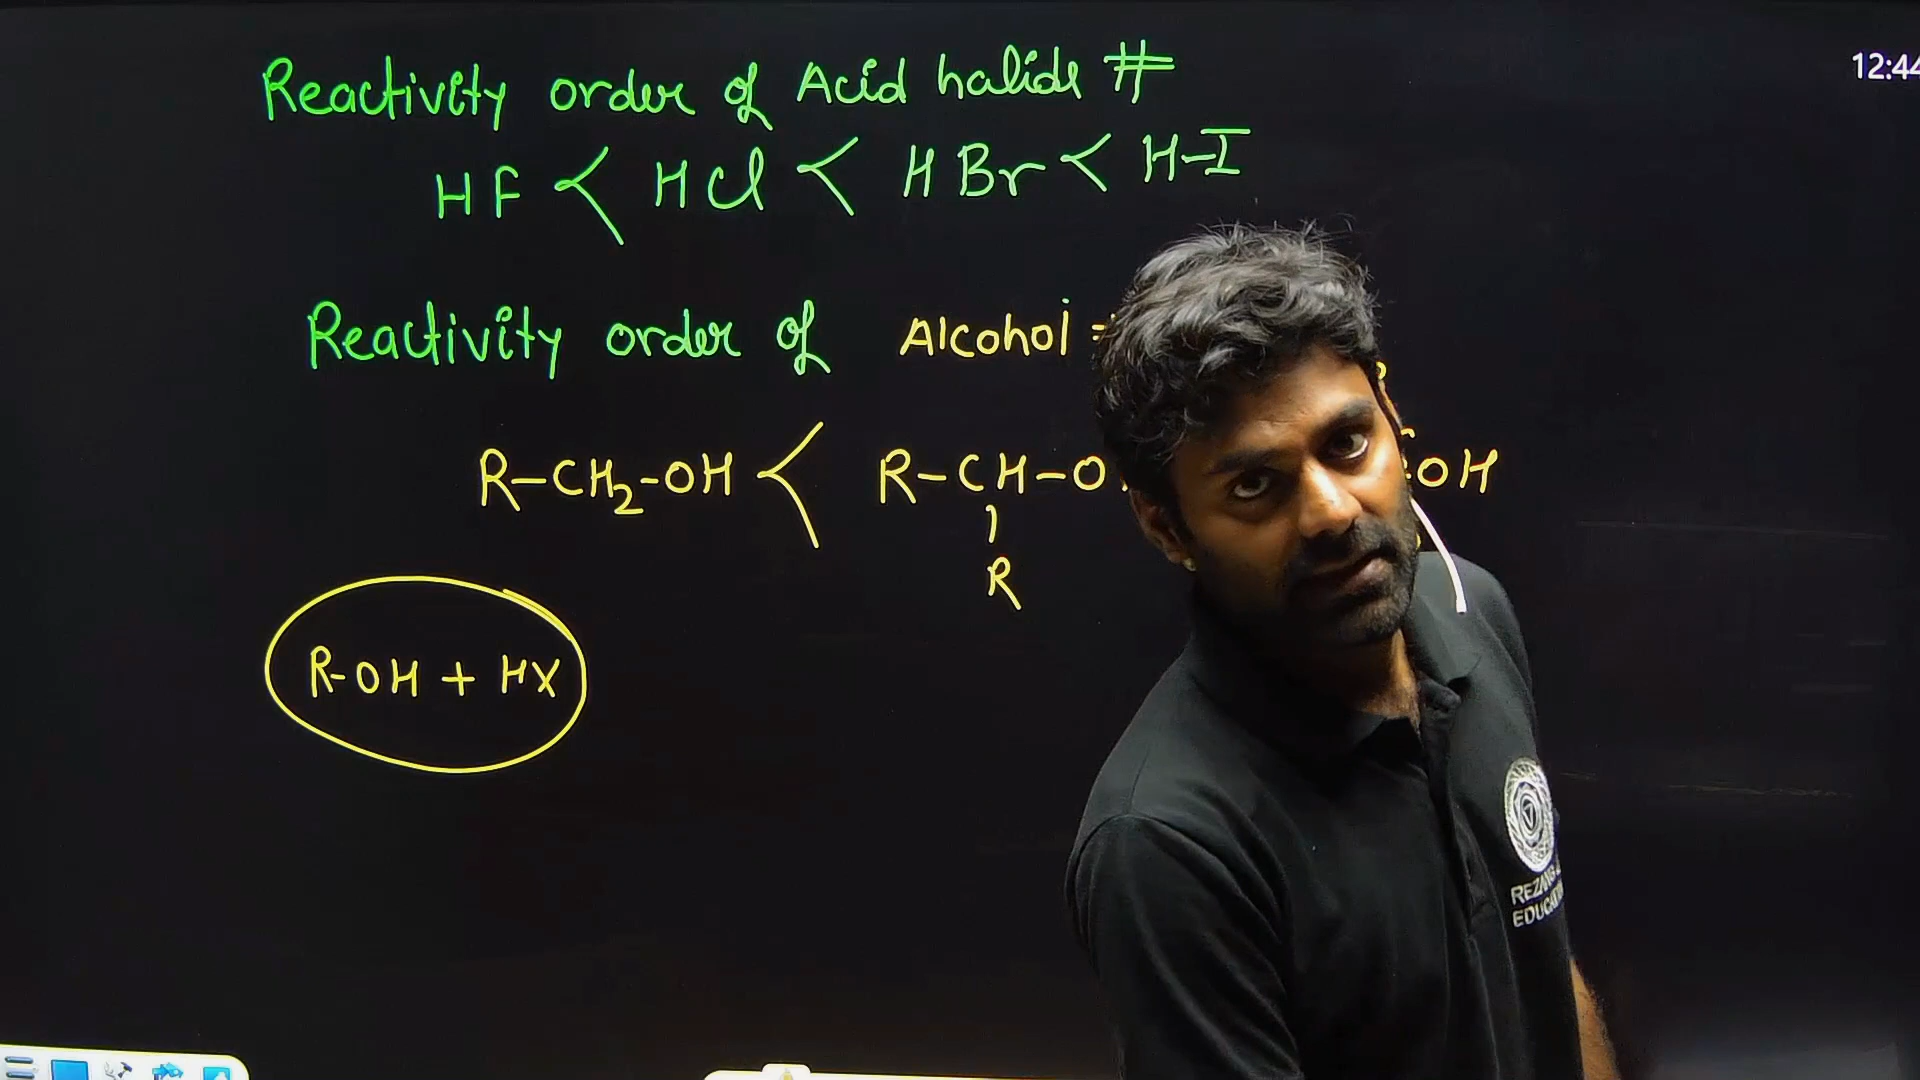 Reactivity order of Acid halide #
HF < HCl < HBr < H-I
Reactivity order of Alcohol
R-CH2-OH < R-CH-O OH
R
R-OH + HX
12:44
REZANG